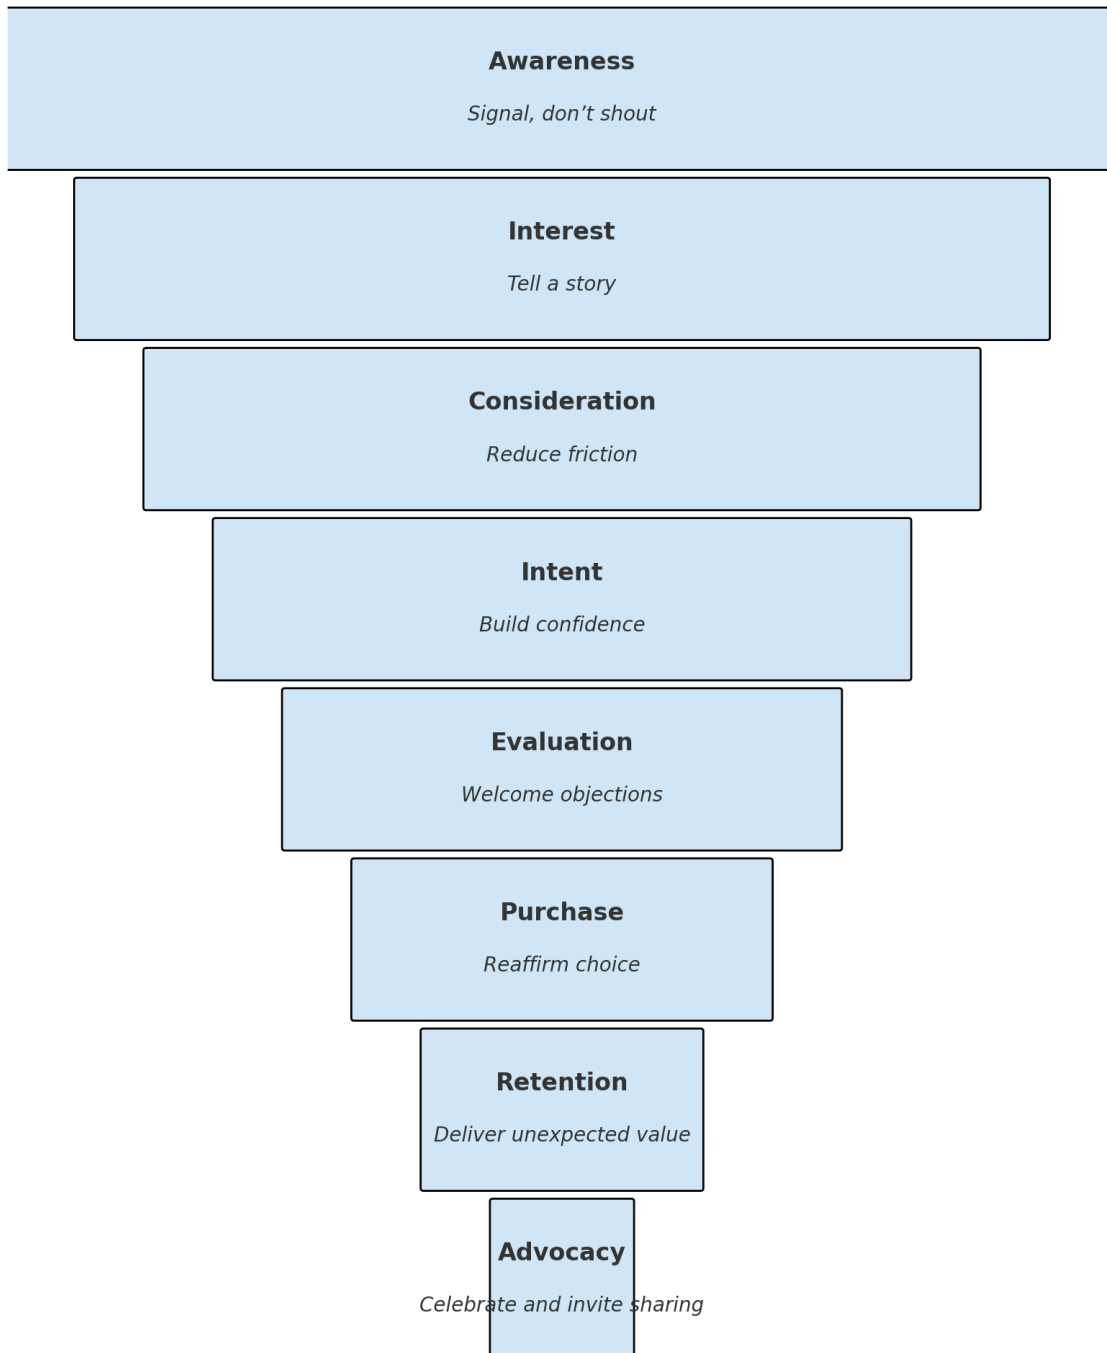 Awareness
Signal, don’t shout
Interest
Tell a story
Consideration
Reduce friction
Intent
Build confidence
Evaluation
Welcome objections
Purchase
Reaffirm choice
Retention
Deliver unexpected value
Advocacy
Celebrate and invite sharing